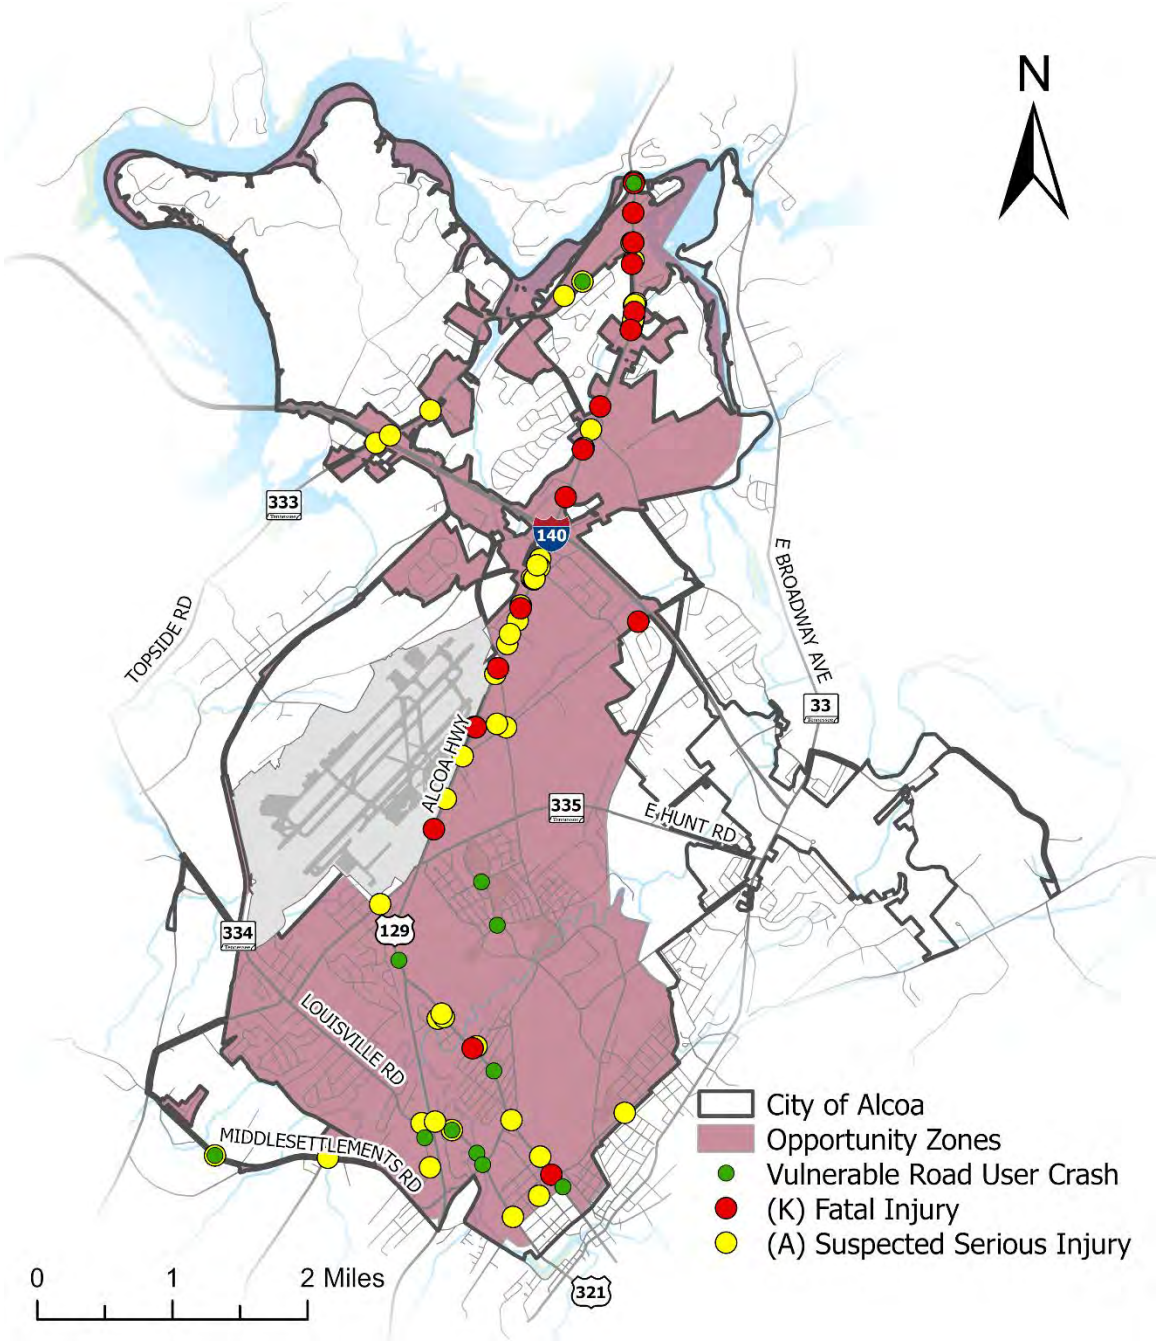 N
333
140
TOPSIDE RD
E BROADWAY AVE
33
ALCOA HWY
335
E HUNT RD
334
129
LOUISVILLE RD
MIDDLESETTLEMENTS RD
City of Alcoa
Opportunity Zones
Vulnerable Road User Crash
(K) Fatal Injury
(A) Suspected Serious Injury
0 1 2 Miles
321